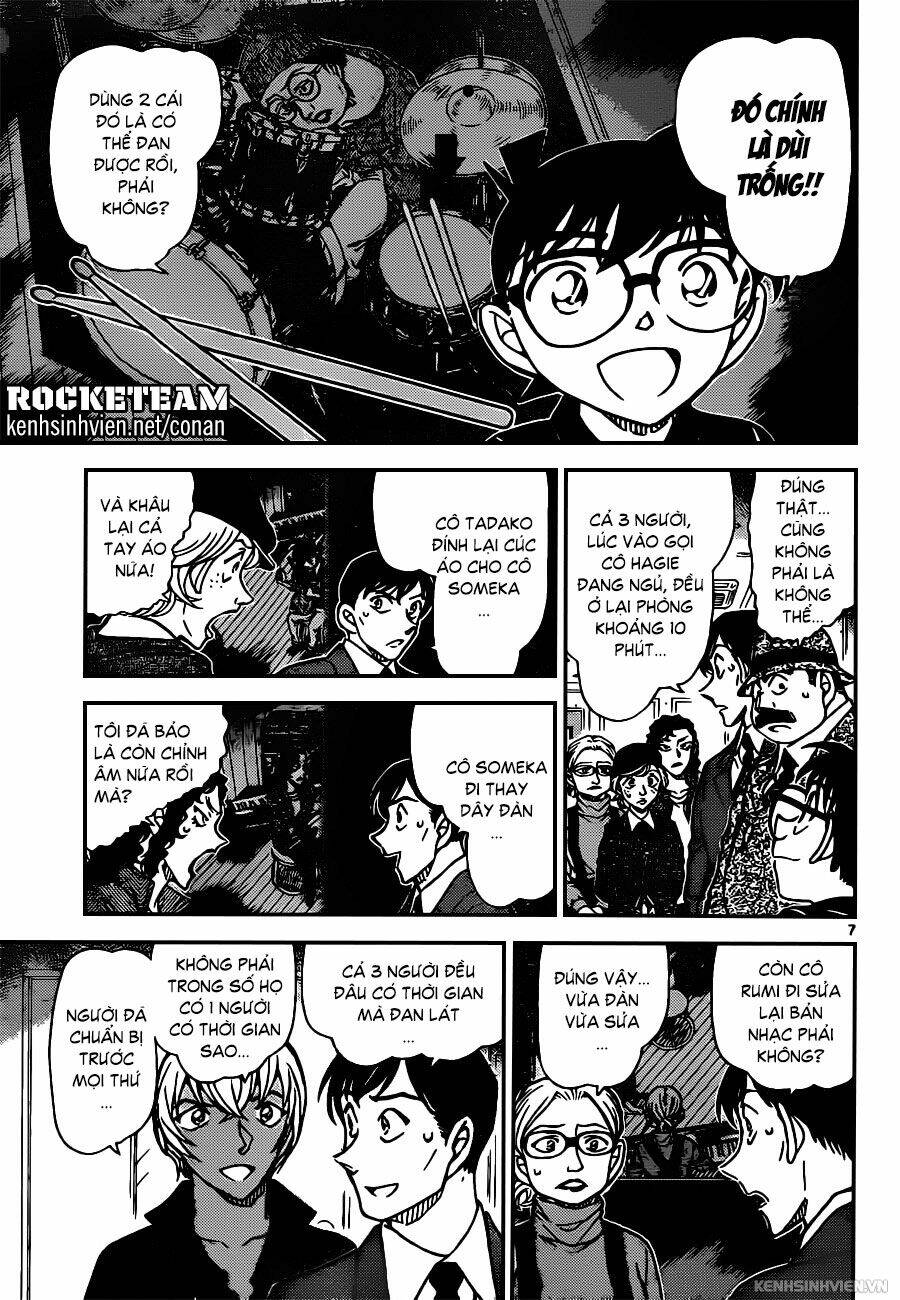 ĐÓ CHÍNH
LÀ DÙI
TRỐNG!!
DÙNG 2 CÁI
ĐÓ LÀ CÓ
THỂ ĐAN
ĐƯỢC RỒI,
PHẢI
KHÔNG?
ROCKETEAM
kenhsinhvien.net/conan
ĐÚNG
THẬT...
CŨNG
KHÔNG
PHẢI LÀ
KHÔNG
THỂ...
CẢ 3 NGƯỜI,
LÚC VÀO GỌI
CÔ HAGIE
ĐANG NGỦ, ĐỀU
Ở LẠI PHÒNG
KHOẢNG 10
PHÚT...
CÔ TADAKO
ĐÍNH LẠI CÚC
ÁO CHO CÔ
SOMEKA
...
VÀ KHÂU
LẠI CẢ
TAY ÁO
NỮA!
CÔ SOMEKA
ĐI THAY
DÂY ĐÀN
...
TÔI ĐÃ BẢO
LÀ CÒN CHỈNH
ÂM NỮA RỒI
MÀ?
7
CÒN CÔ
RUMI ĐI SỬA
LẠI BẢN
NHẠC PHẢI
KHÔNG?
ĐÚNG VẬY...
VỪA ĐÀN
VỪA SỬA
...
CẢ 3 NGƯỜI ĐỀU
ĐÂU CÓ THỜI GIAN
MÀ ĐAN LÁT
...
KHÔNG PHẢI
TRONG SỐ HỌ
CÓ 1 NGƯỜI
CÓ THỜI GIAN
SAO...
NGƯỜI ĐÃ
CHUẨN BỊ
TRƯỚC
MỌI THỨ
...
KENHSINHVIEN.VN